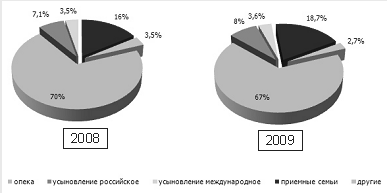 7,1%
3,5%
16%
3,5%
70%
2008
8%
3,6%
18,7%
2,7%
67%
2009
опека
усыновление российское
усыновление международное
приемные семьи
другие